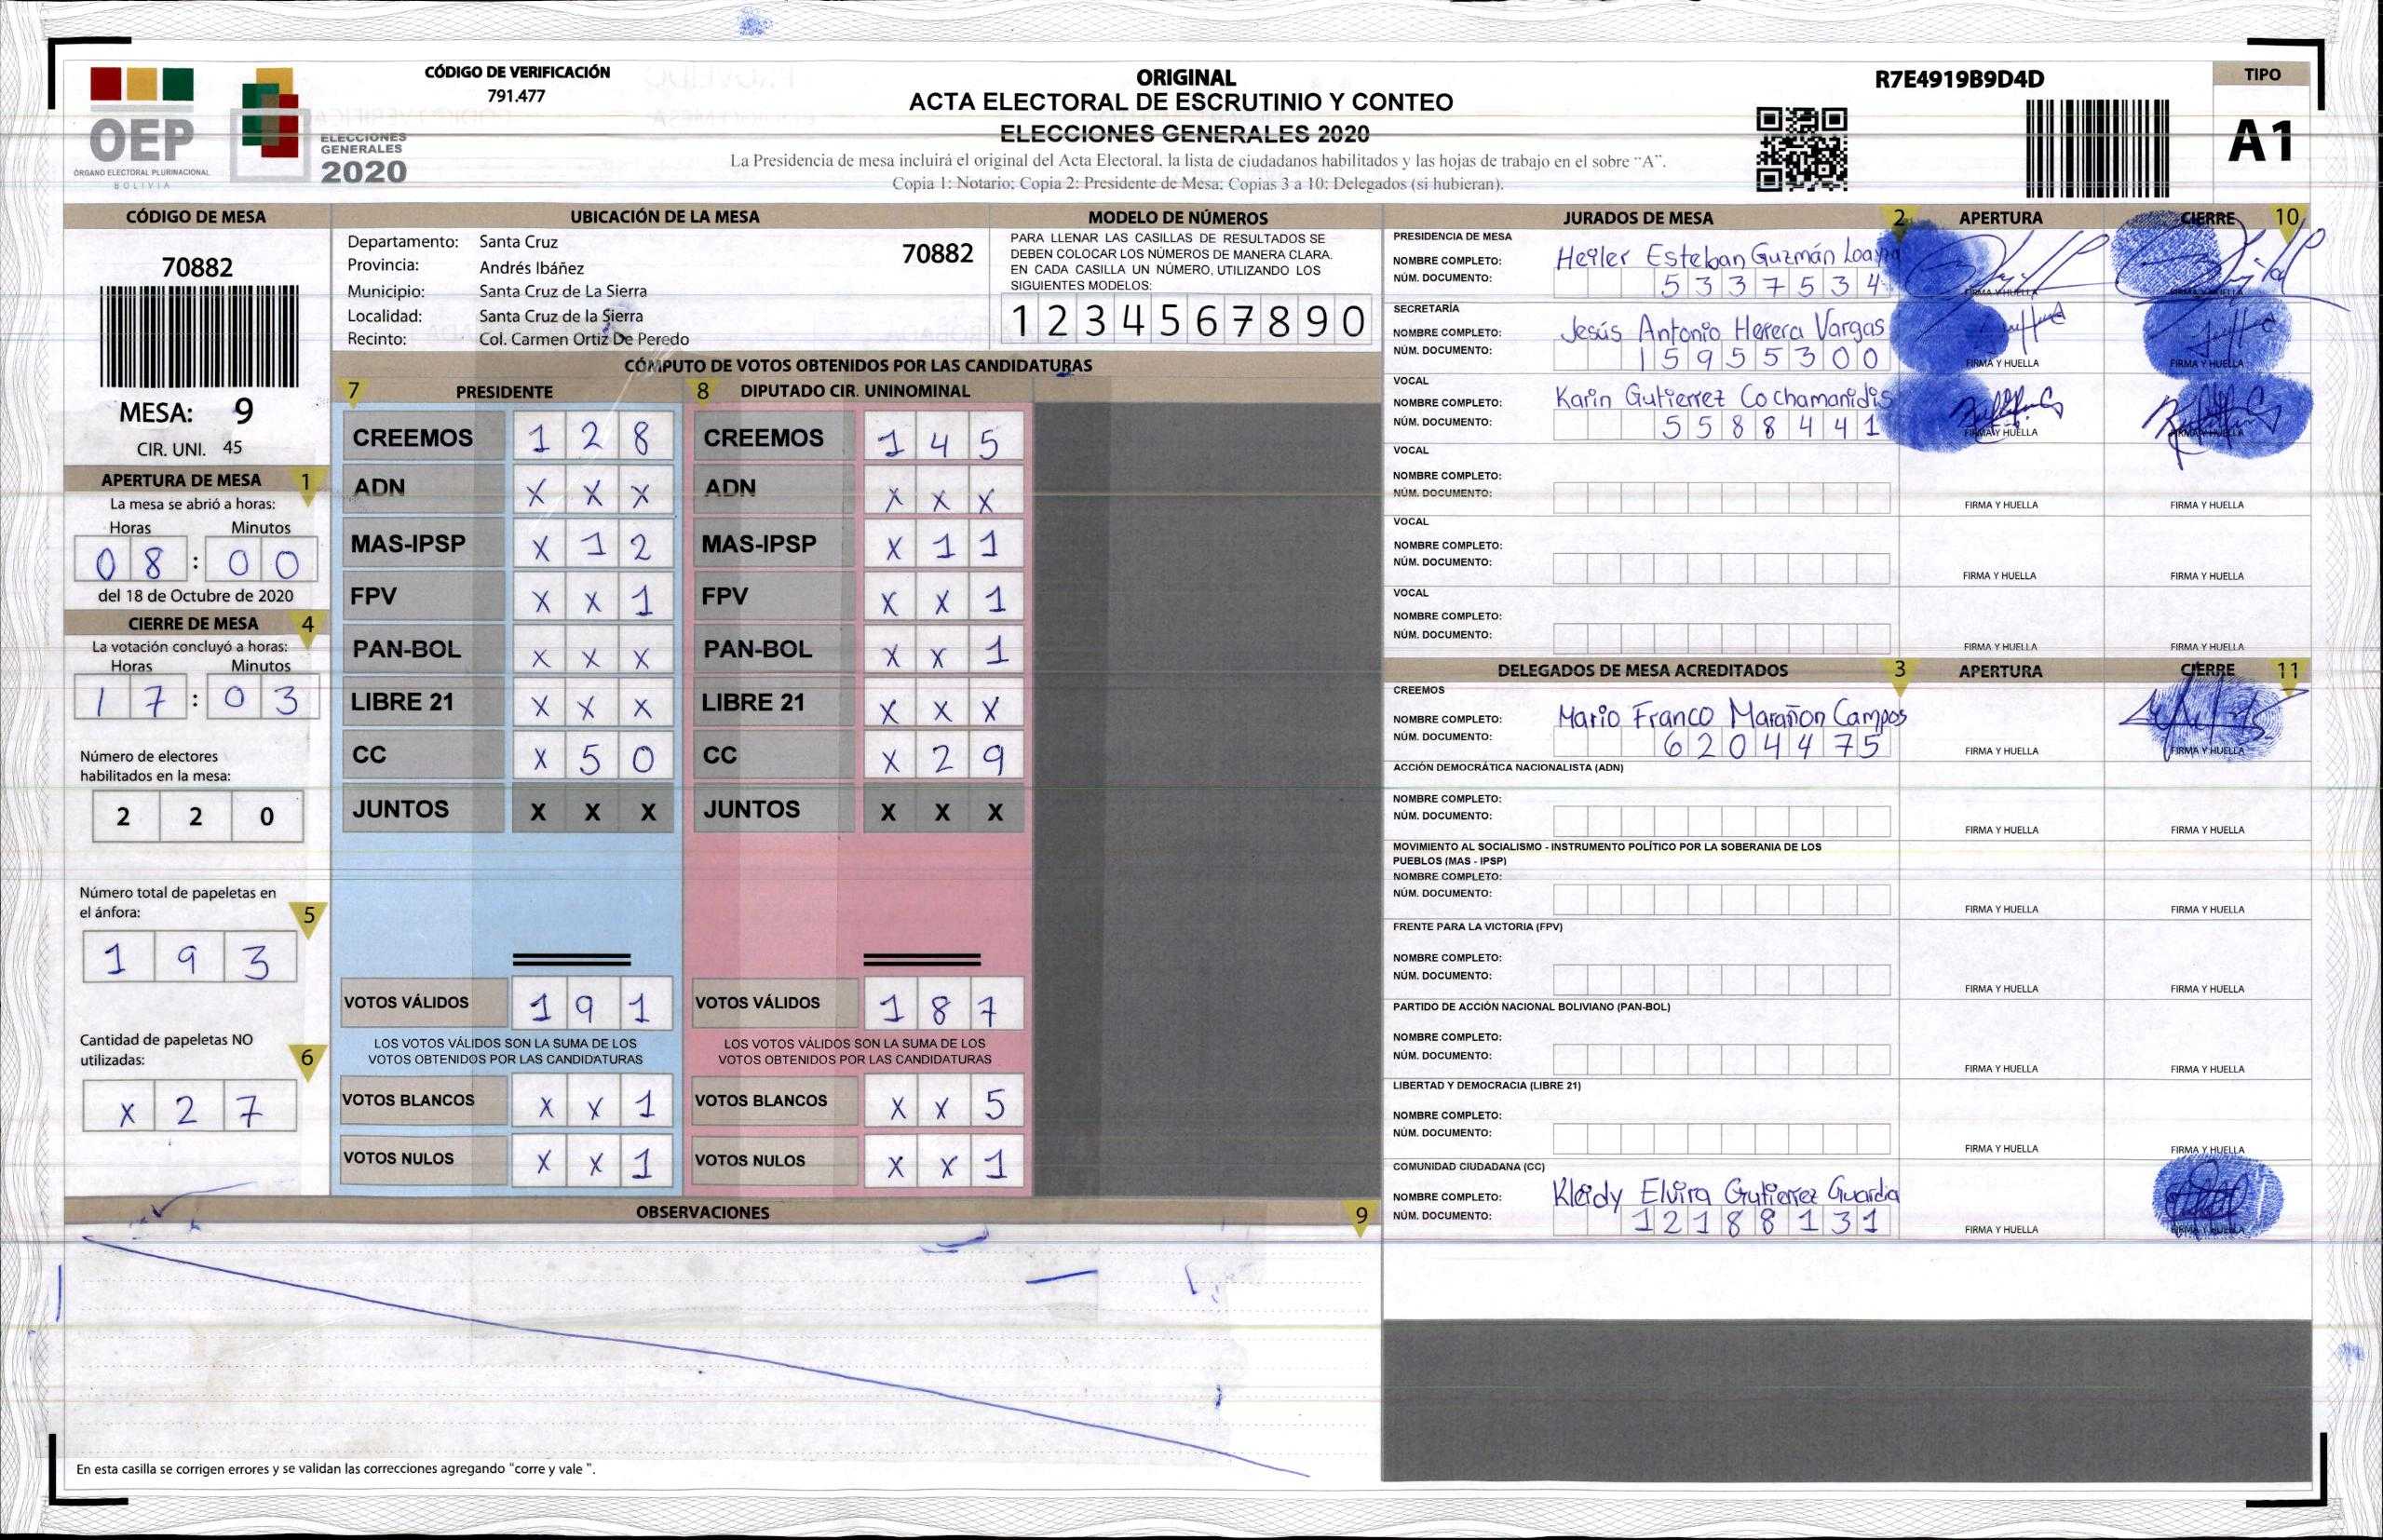 CÓDIGO DE VERIFICACIÓN
791.477
OEP
ÓRGANO ELECTORAL PLURINACIONAL
BOLIVIA
ELECCIONES
GENERALES
2020
ORIGINAL
ACTA ELECTORAL DE ESCRUTINIO Y CONTEO
ELECCIONES GENERALES 2020
La Presidencia de mesa incluirá el original del Acta Electoral, la lista de ciudadanos habilitados y las hojas de trabajo en el sobre "A".
Copia 1: Notario; Copia 2: Presidente de Mesa; Copias 3 a 10: Delegados (si hubieran).
R7E4919B9D4D
TIPO
A1
CÓDIGO DE MESA
70882
MESA: 9
CIR. UNI. 45
APERTURA DE MESA 1
La mesa se abrió a horas:
Horas Minutos
08 : 00
del 18 de Octubre de 2020
CIERRE DE MESA 4
La votación concluyó a horas:
Horas Minutos
17 : 03
Número de electores
habilitados en la mesa:
2 2 0
Número total de papeletas en
el ánfora: 5
1 9 3
Cantidad de papeletas NO
utilizadas: 6
X 2 7
UBICACIÓN DE LA MESA
Departamento: Santa Cruz 70882
Provincia: Andrés Ibáñez
Municipio: Santa Cruz de La Sierra
Localidad: Santa Cruz de la Sierra
Recinto: Col. Carmen Ortiz De Peredo
MODELO DE NÚMEROS
PARA LLENAR LAS CASILLAS DE RESULTADOS SE
DEBEN COLOCAR LOS NÚMEROS DE MANERA CLARA.
EN CADA CASILLA UN NÚMERO, UTILIZANDO LOS
SIGUIENTES MODELOS:
1 2 3 4 5 6 7 8 9 0
CÓMPUTO DE VOTOS OBTENIDOS POR LAS CANDIDATURAS
7 PRESIDENTE
CREEMOS 1 2 8
ADN X X X
MAS-IPSP X 1 2
FPV X X 1
PAN-BOL X X X
LIBRE 21 X X X
CC X 5 0
JUNTOS X X X
VOTOS VÁLIDOS 1 9 1
LOS VOTOS VÁLIDOS SON LA SUMA DE LOS
VOTOS OBTENIDOS POR LAS CANDIDATURAS
VOTOS BLANCOS X X 1
VOTOS NULOS X X 1
8 DIPUTADO CIR. UNINOMINAL
CREEMOS 1 4 5
ADN X X X
MAS-IPSP X 1 1
FPV X X 1
PAN-BOL X X 1
LIBRE 21 X X X
CC X 2 9
JUNTOS X X X
VOTOS VÁLIDOS 1 8 7
LOS VOTOS VÁLIDOS SON LA SUMA DE LOS
VOTOS OBTENIDOS POR LAS CANDIDATURAS
VOTOS BLANCOS X X 5
VOTOS NULOS X X 1
OBSERVACIONES 9
En esta casilla se corrigen errores y se validan las correcciones agregando "corre y vale ".
JURADOS DE MESA 2 APERTURA CIERRE 10
PRESIDENCIA DE MESA
NOMBRE COMPLETO: Heiler Esteban Guzmán
NÚM. DOCUMENTO: 5337534
FIRMA Y HUELLA FIRMA Y HUELLA
SECRETARÍA
NOMBRE COMPLETO: Jesús Antonio Herera Vargas
NÚM. DOCUMENTO: 15955300
FIRMA Y HUELLA FIRMA Y HUELLA
VOCAL
NOMBRE COMPLETO: Karin Gutierrez Cochamanidis
NÚM. DOCUMENTO: 5588441
FIRMA Y HUELLA FIRMA Y HUELLA
VOCAL
NOMBRE COMPLETO:
NÚM. DOCUMENTO:
FIRMA Y HUELLA FIRMA Y HUELLA
VOCAL
NOMBRE COMPLETO:
NÚM. DOCUMENTO:
FIRMA Y HUELLA FIRMA Y HUELLA
VOCAL
NOMBRE COMPLETO:
NÚM. DOCUMENTO:
FIRMA Y HUELLA FIRMA Y HUELLA
DELEGADOS DE MESA ACREDITADOS 3 APERTURA CIERRE 11
CREEMOS
NOMBRE COMPLETO: Mario Franco Marañon Campos
NÚM. DOCUMENTO: 6204475
FIRMA Y HUELLA FIRMA Y HUELLA
ACCIÓN DEMOCRÁTICA NACIONALISTA (ADN)
NOMBRE COMPLETO:
NÚM. DOCUMENTO:
FIRMA Y HUELLA FIRMA Y HUELLA
MOVIMIENTO AL SOCIALISMO - INSTRUMENTO POLÍTICO POR LA SOBERANIA DE LOS
PUEBLOS (MAS - IPSP)
NOMBRE COMPLETO:
NÚM. DOCUMENTO:
FIRMA Y HUELLA FIRMA Y HUELLA
FRENTE PARA LA VICTORIA (FPV)
NOMBRE COMPLETO:
NÚM. DOCUMENTO:
FIRMA Y HUELLA FIRMA Y HUELLA
PARTIDO DE ACCIÓN NACIONAL BOLIVIANO (PAN-BOL)
NOMBRE COMPLETO:
NÚM. DOCUMENTO:
FIRMA Y HUELLA FIRMA Y HUELLA
LIBERTAD Y DEMOCRACIA (LIBRE 21)
NOMBRE COMPLETO:
NÚM. DOCUMENTO:
FIRMA Y HUELLA FIRMA Y HUELLA
COMUNIDAD CIUDADANA (CC)
NOMBRE COMPLETO: Kleidy Elvira Gutierrez Guardia
NÚM. DOCUMENTO: 12188131
FIRMA Y HUELLA FIRMA Y HUELLA